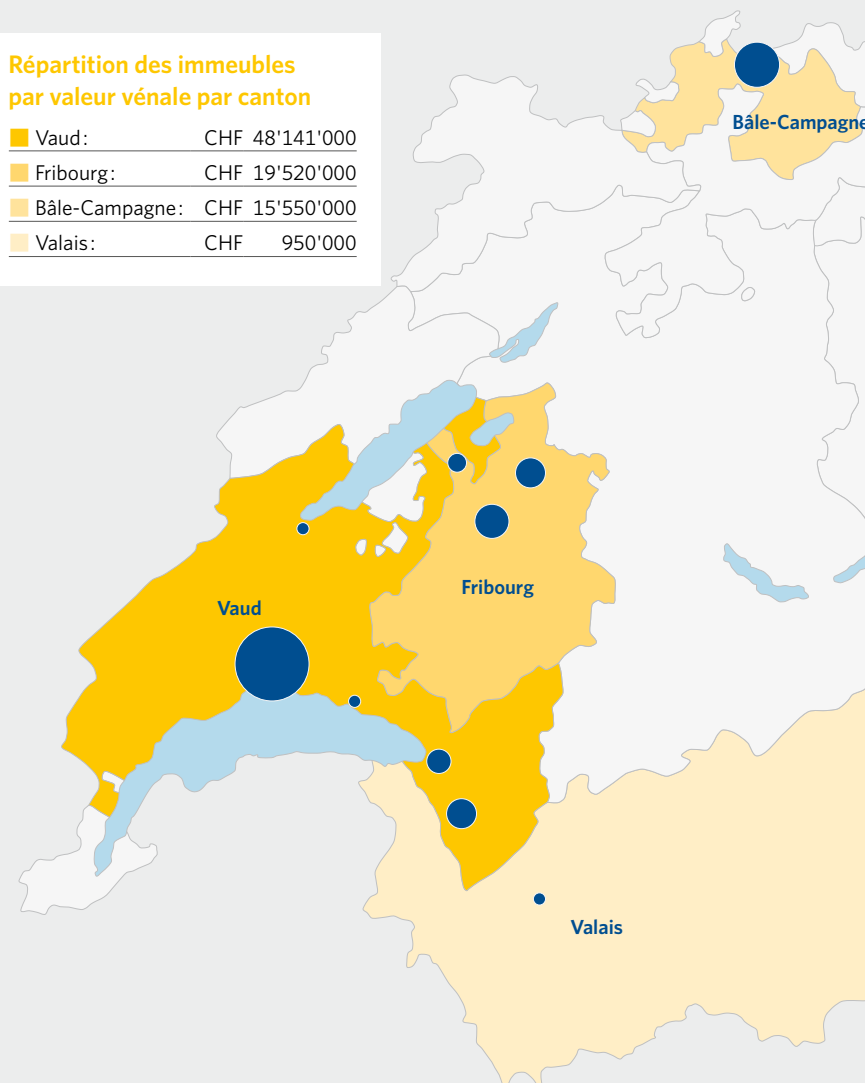 Répartition des immeubles
par valeur vénale par canton
Vaud: CHF 48'141'000
Fribourg: CHF 19'520'000
Bâle-Campagne: CHF 15'550'000
Valais: CHF 950'000
Bâle-Campagne
Fribourg
Vaud
Valais